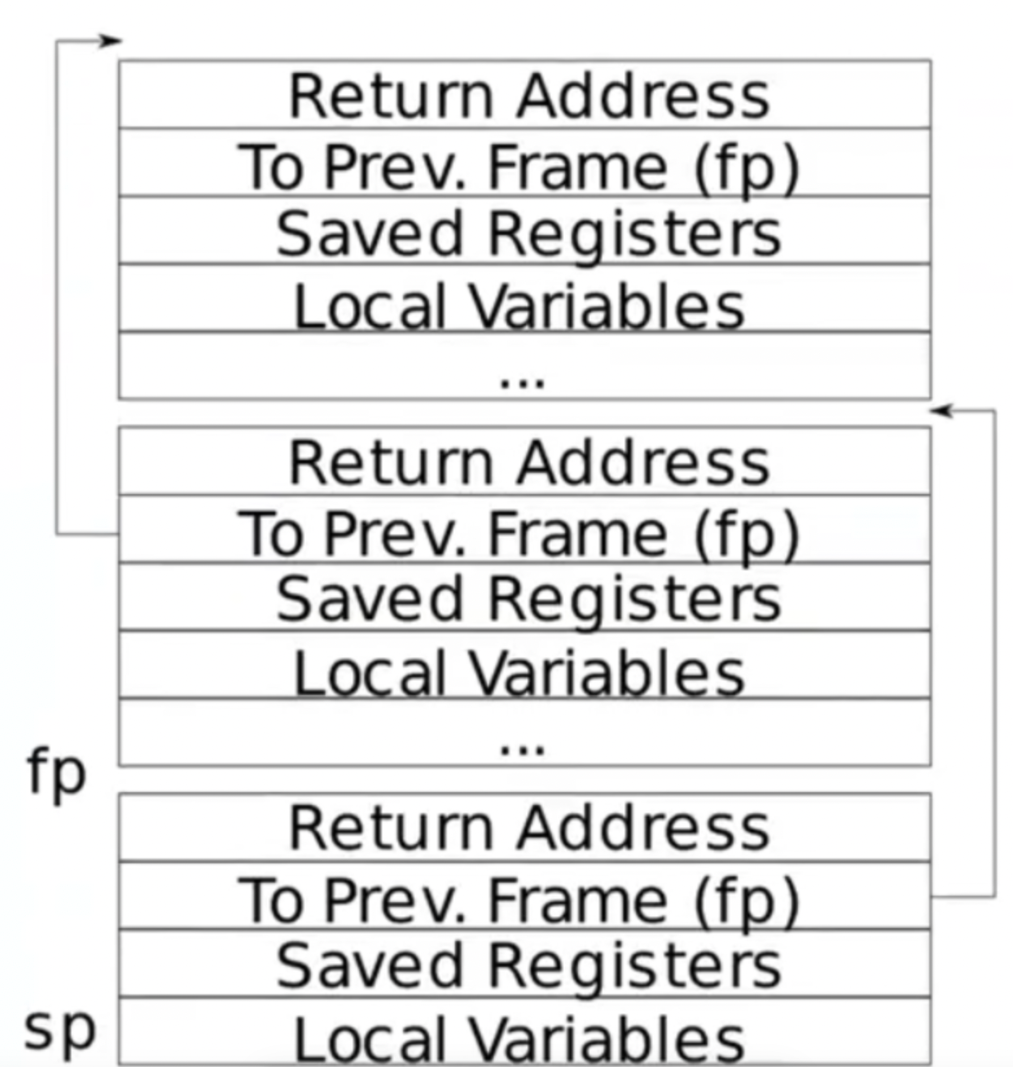 Return Address
To Prev. Frame (fp)
Saved Registers
Local Variables
...
Return Address
To Prev. Frame (fp)
Saved Registers
Local Variables
...
fp
Return Address
To Prev. Frame (fp)
Saved Registers
sp
Local Variables